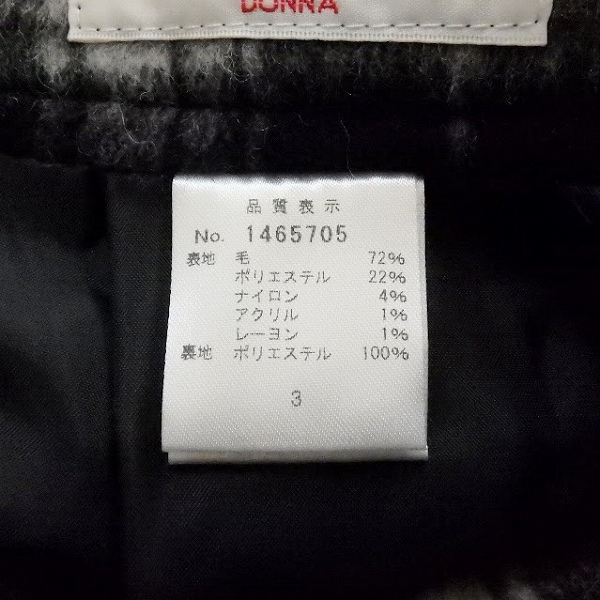 DONNA
品質表示
No. 1465705
表地 毛 72%
ポリエステル 22%
ナイロン 4%
アクリル 1%
レーヨン 1%
裏地 ポリエステル 100%
3